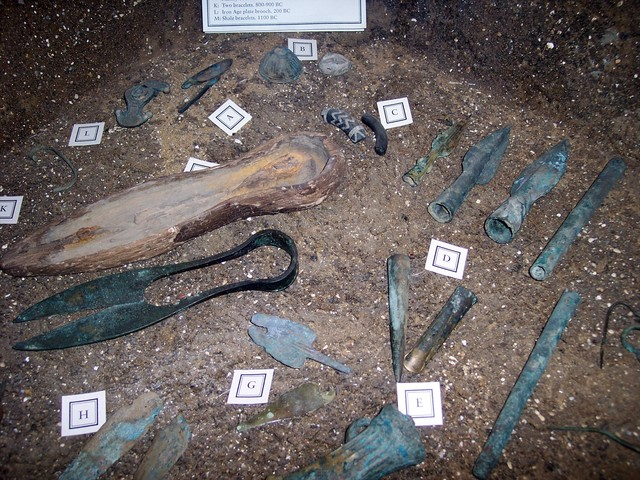 K: Two bracelets, 800-900 BC
L: Iron Age plate brooch, 200 BC
M: Shale bracelets, 1100 BC
B
A
C
L
K
D
G
E
H